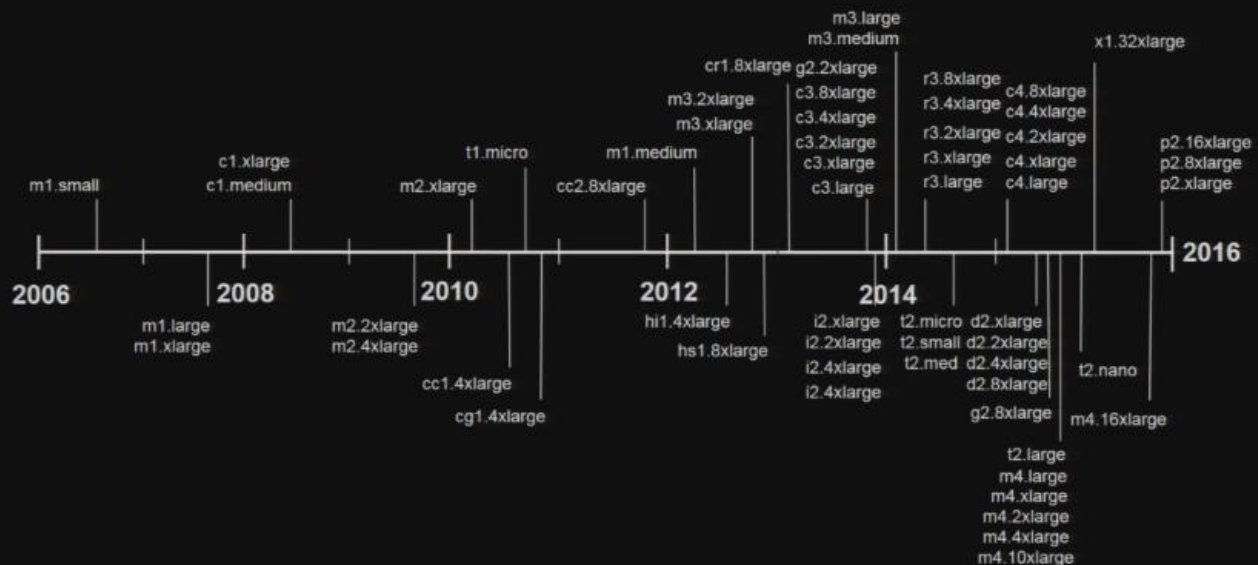 m1.small
c1.xlarge
c1.medium
m2.xlarge
t1.micro
cc2.8xlarge
m1.medium
m3.2xlarge
m3.xlarge
cr1.8xlarge
g2.2xlarge
c3.8xlarge
c3.4xlarge
c3.2xlarge
c3.xlarge
c3.large
m3.large
m3.medium
r3.8xlarge
r3.4xlarge
r3.2xlarge
r3.xlarge
r3.large
c4.8xlarge
c4.4xlarge
c4.2xlarge
c4.xlarge
c4.large
x1.32xlarge
p2.16xlarge
p2.8xlarge
p2.xlarge
2006
2008
2010
2012
2014
2016
m1.large
m1.xlarge
m2.2xlarge
m2.4xlarge
cc1.4xlarge
cg1.4xlarge
hi1.4xlarge
hs1.8xlarge
i2.xlarge
i2.2xlarge
i2.4xlarge
i2.4xlarge
t2.micro
t2.small
t2.med
d2.xlarge
d2.2xlarge
d2.4xlarge
d2.8xlarge
g2.8xlarge
t2.large
m4.large
m4.xlarge
m4.2xlarge
m4.4xlarge
m4.10xlarge
t2.nano
m4.16xlarge